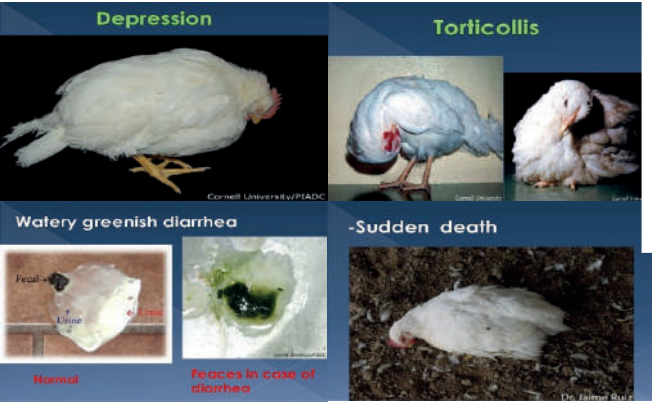 Depression
Cornell University/PIADC
Torticollis
Cornell University
Watery greenish diarrhea
Fecal
Urine
Normal
Feaces in case of
diorrhea
-Sudden death
Dr. Jaime Ruiz